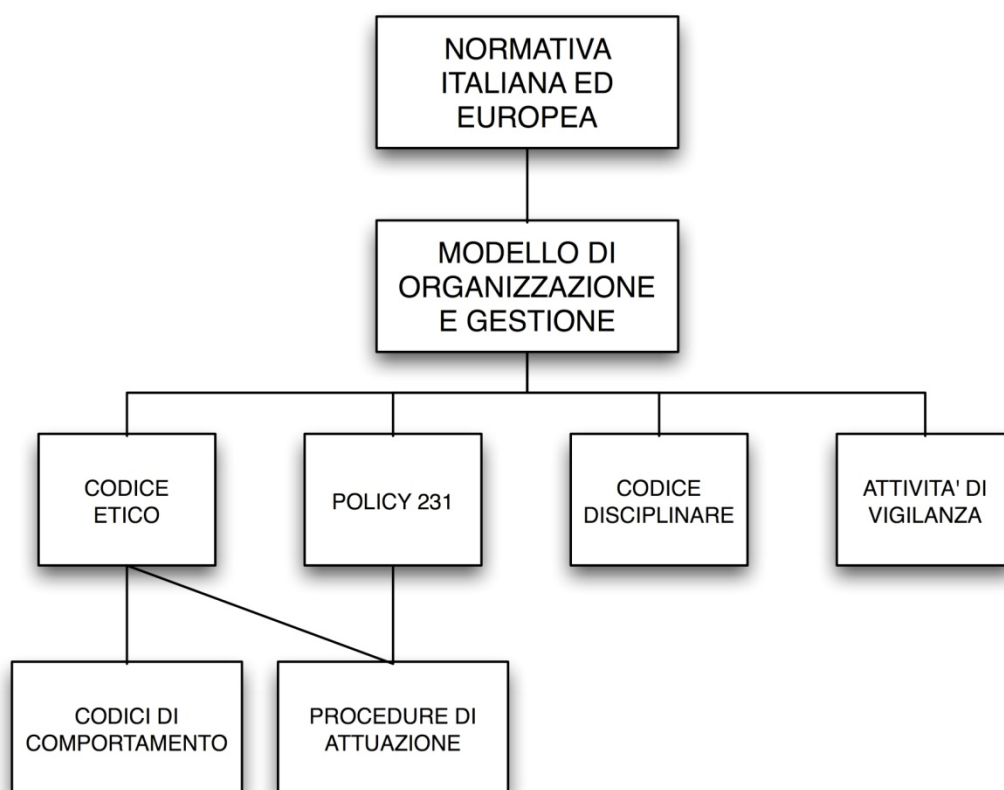 NORMATIVA
ITALIANA ED
EUROPEA
MODELLO DI
ORGANIZZAZIONE
E GESTIONE
CODICE
ETICO
POLICY 231
CODICE
DISCIPLINARE
ATTIVITA' DI
VIGILANZA
CODICI DI
COMPORTAMENTO
PROCEDURE DI
ATTUAZIONE